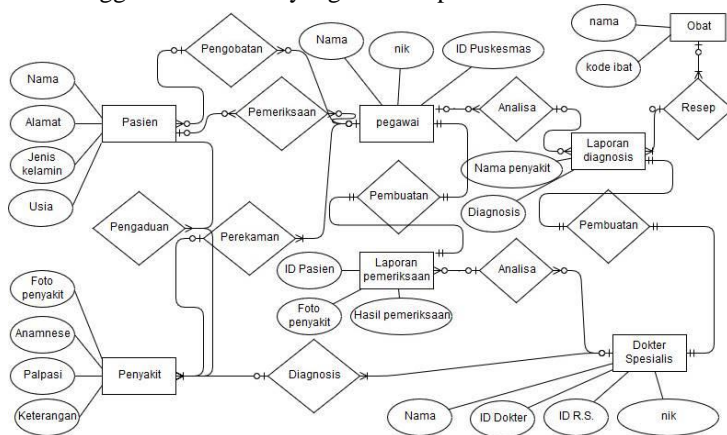 nama
Obat
Pengobatan
Nama
nik
ID Puskesmas
kode ibat
Nama
Alamat
Jenis
kelamin
Usia
Pasien
Pemeriksaan
pegawai
Analisa
Resep
Laporan
diagnosis
Nama penyakit
Diagnosis
Pengaduan
Perekaman
Pembuatan
Pembuatan
ID Pasien
Laporan
pemeriksaan
Analisa
Foto
penyakit
Hasil pemeriksaan
Foto
penyakit
Anamnese
Palpasi
Keterangan
Penyakit
Diagnosis
Dokter
Spesialis
Nama
ID Dokter
ID R.S.
nik